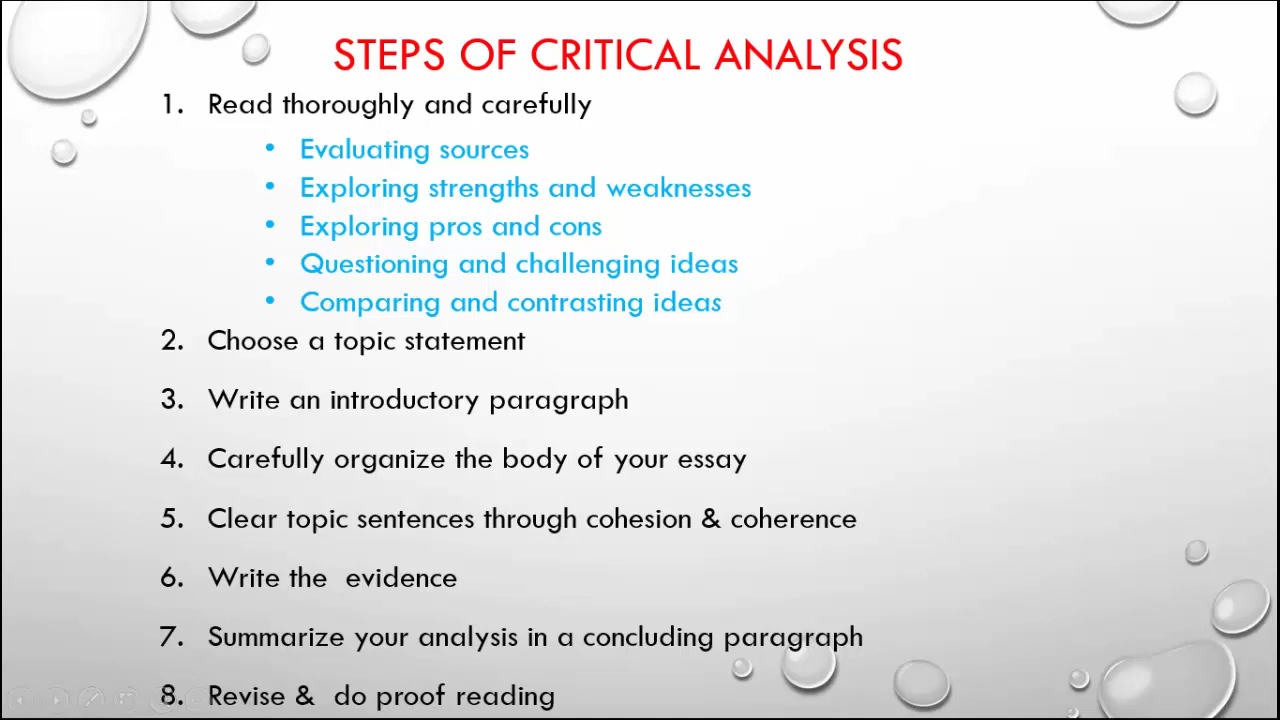 STEPS OF CRITICAL ANALYSIS
1. Read thoroughly and carefully
• Evaluating sources
• Exploring strengths and weaknesses
• Exploring pros and cons
• Questioning and challenging ideas
• Comparing and contrasting ideas
2. Choose a topic statement
3. Write an introductory paragraph
4. Carefully organize the body of your essay
5. Clear topic sentences through cohesion & coherence
6. Write the  evidence
7. Summarize your analysis in a concluding paragraph
8. Revise &  do proof reading